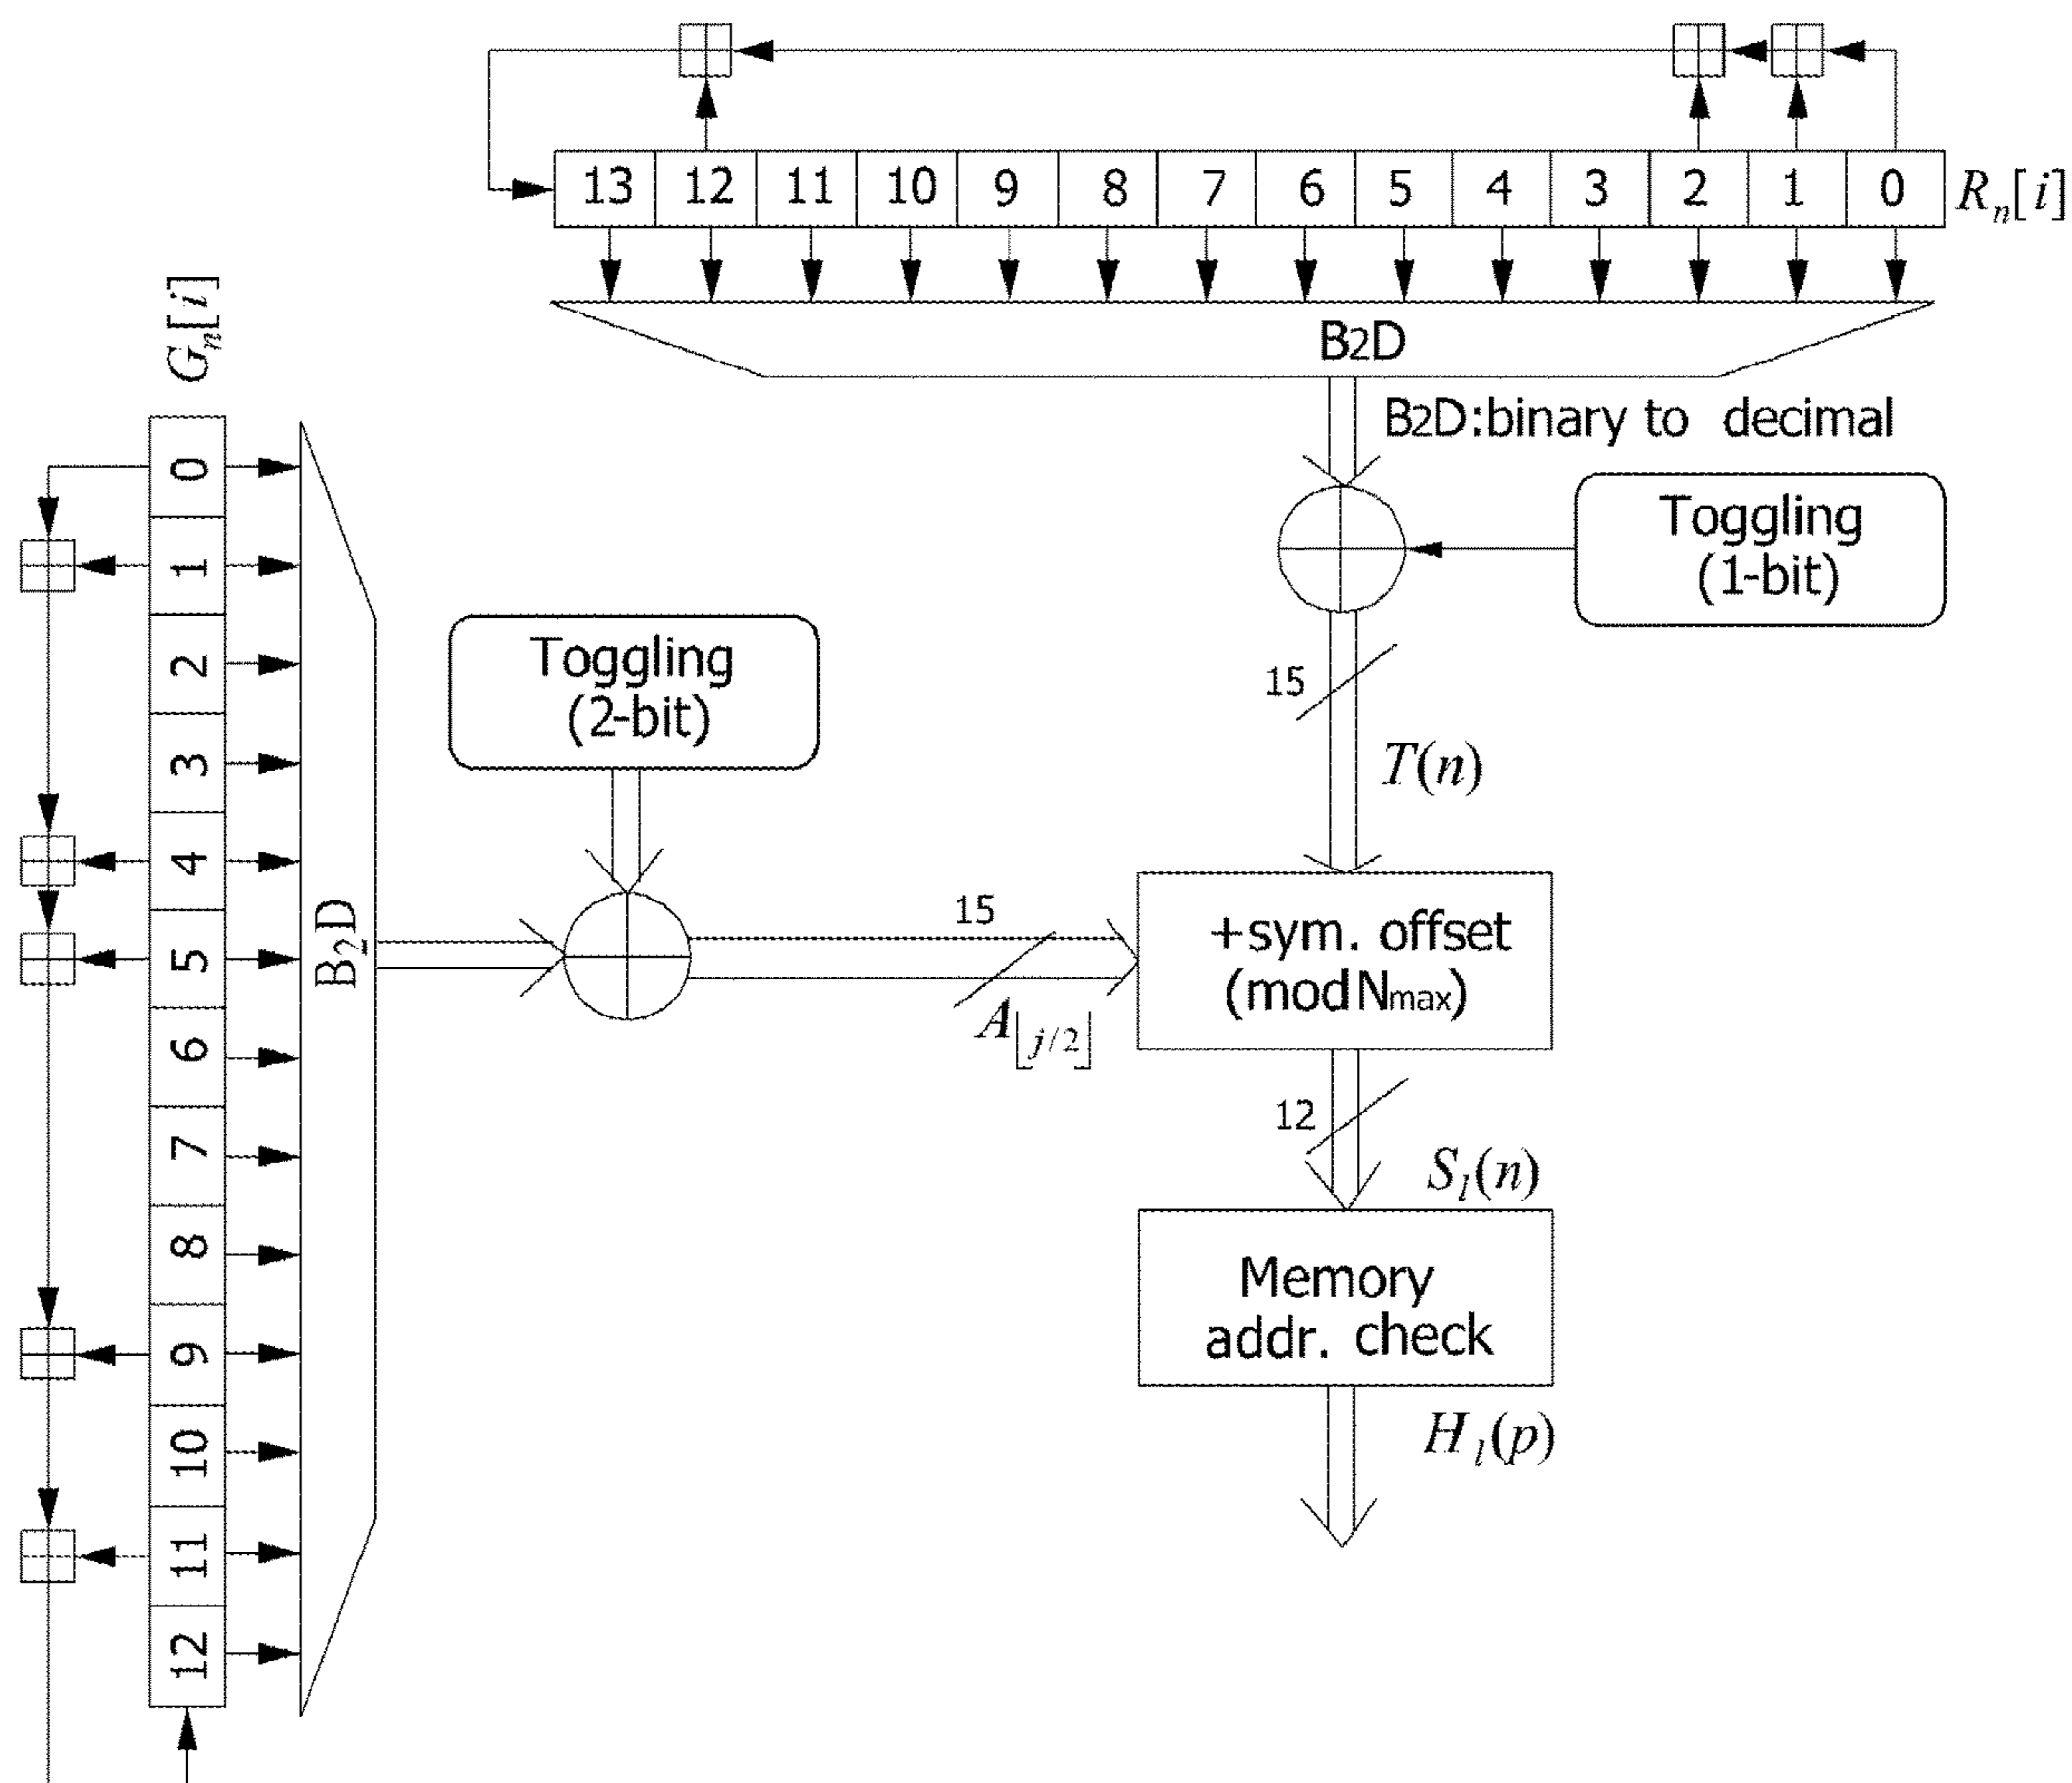 13 12 11 10 9 8 7 6 5 4 3 2 1 0 Rn[i]
B2D
B2D:binary to decimal
Toggling
(1-bit)
15
T(n)
Gn[i]
0
1
2
3
4
5
6
7
8
9
10
11
12
B2D
Toggling
(2-bit)
15
A⌊j/2⌋
+sym. offset
(mod Nmax)
12
Sl(n)
Memory
addr. check
Hl(p)